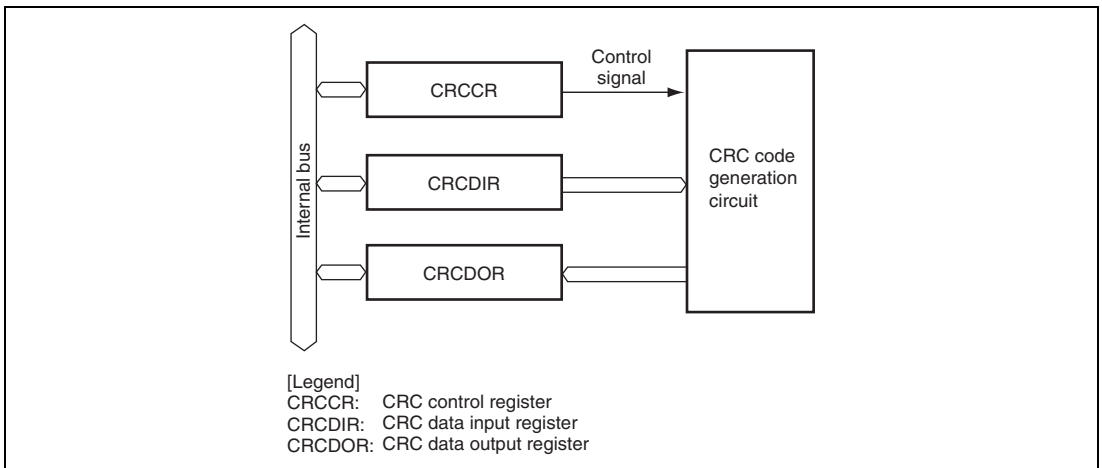 Control
signal
CRCCR
CRCDIR
CRCDOR
Internal bus
CRC code
generation
circuit
[Legend]
CRCCR: CRC control register
CRCDIR: CRC data input register
CRCDOR: CRC data output register